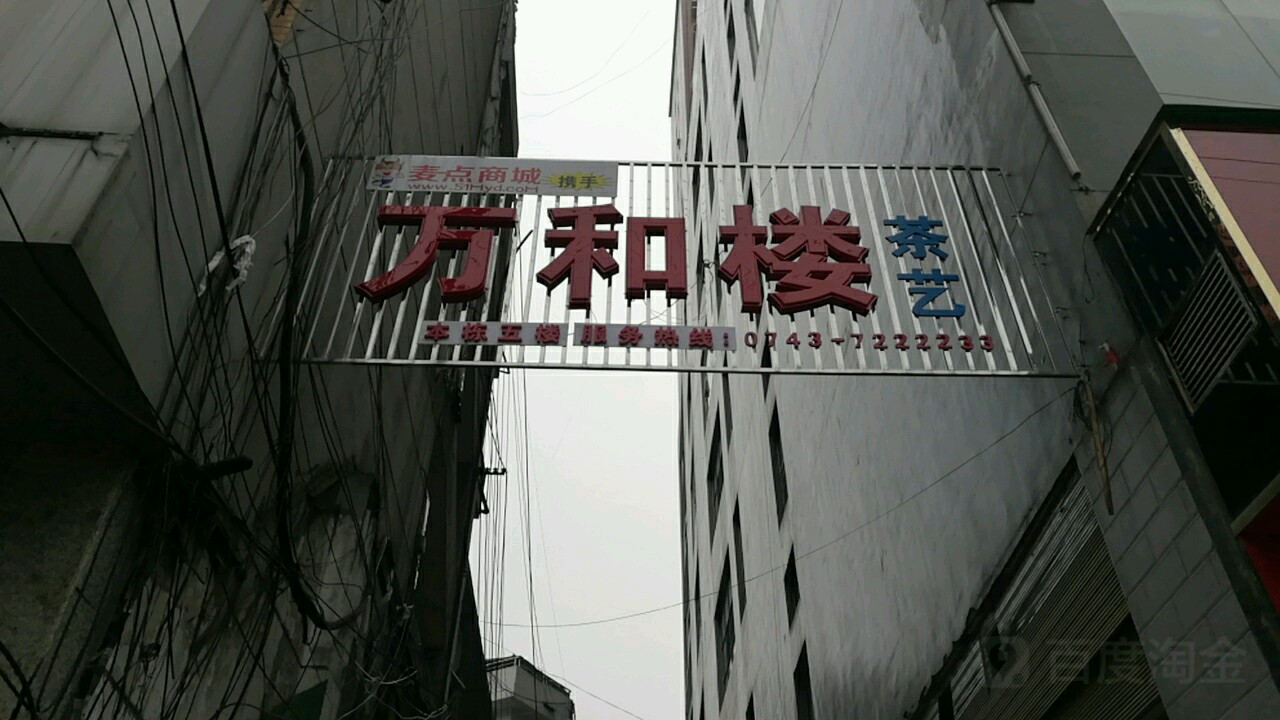 麦点商城 携手
www.51Myd.coM
万和楼 茶艺
本栋五楼 服务热线:0743-7222233
百度淘金